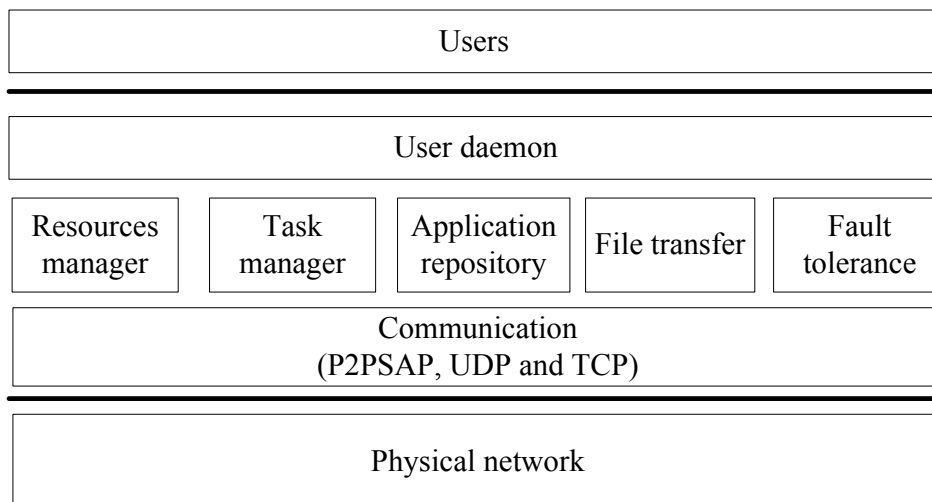 Users
User daemon
Resources
manager
Task
manager
Application
repository
File transfer
Fault
tolerance
Communication
(P2PSAP, UDP and TCP)
Physical network